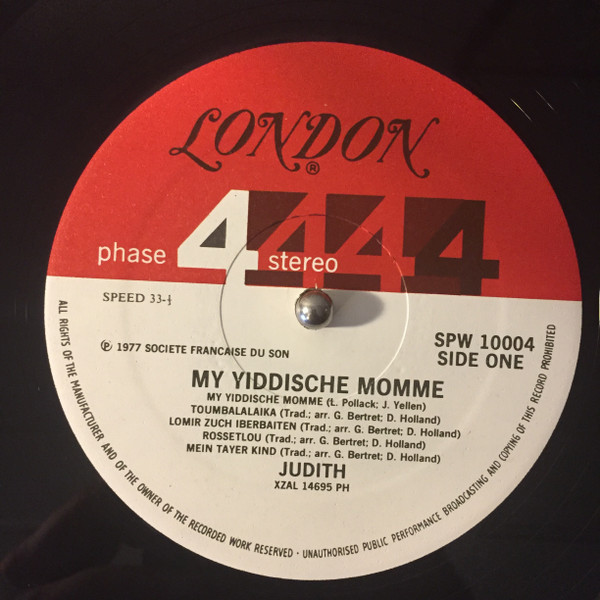 LONDON
®
phase 4444 stereo
SPEED 33-⅓
℗ 1977 SOCIETE FRANCAISE DU SON
SPW 10004
SIDE ONE
MY YIDDISCHE MOMME
MY YIDDISCHE MOMME (L. Pollack; J. Yellen)
TOUMBALALAIKA (Trad.; arr. G. Bertret; D. Holland)
LOMIR ZUCH IBERBAITEN (Trad.; arr. G. Bertret; D. Holland)
ROSSETLOU (Trad.; arr. G. Bertret; D. Holland)
MEIN TAYER KIND (Trad.; arr. G. Bertret; D. Holland)
JUDITH
XZAL 14695 PH
ALL RIGHTS OF THE MANUFACTURER AND OF THE OWNER OF THE RECORDED WORK RESERVED · UNAUTHORISED PUBLIC PERFORMANCE BROADCASTING AND COPYING OF THIS RECORD PROHIBITED